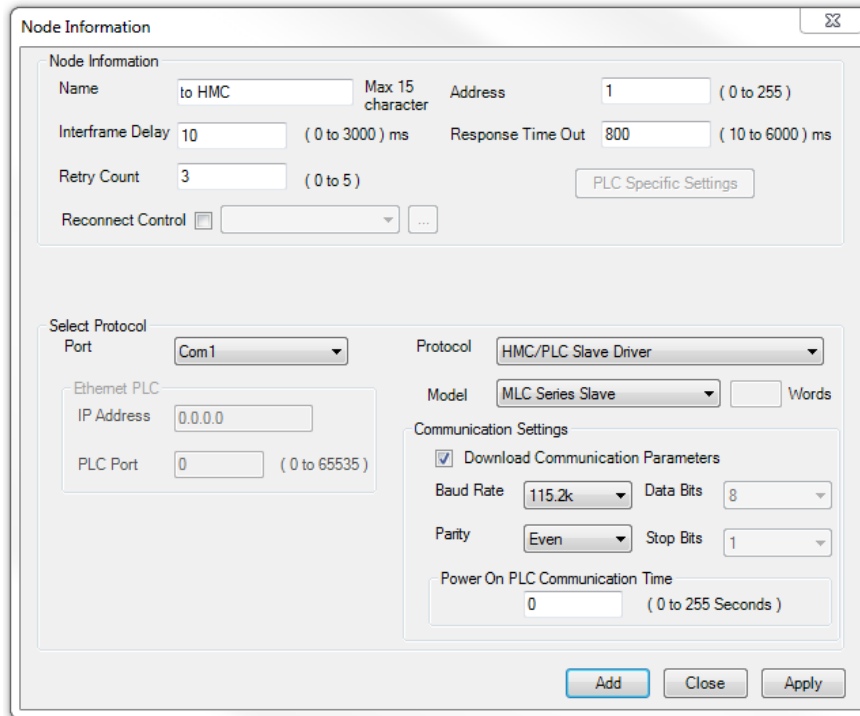 Node Information
Node Information
Name to HMC Max 15 character Address 1 ( 0 to 255 )
Interframe Delay 10 ( 0 to 3000 ) ms Response Time Out 800 ( 10 to 6000 ) ms
Retry Count 3 ( 0 to 5 ) PLC Specific Settings
Reconnect Control ...
Select Protocol
Port Com1 Protocol HMC/PLC Slave Driver
Ethernet PLC
Model MLC Series Slave Words
IP Address 0.0.0.0
Communication Settings
PLC Port 0 ( 0 to 65535 ) Download Communication Parameters
Baud Rate 115.2k Data Bits 8
Parity Even Stop Bits 1
Power On PLC Communication Time
0 ( 0 to 255 Seconds )
Add Close Apply